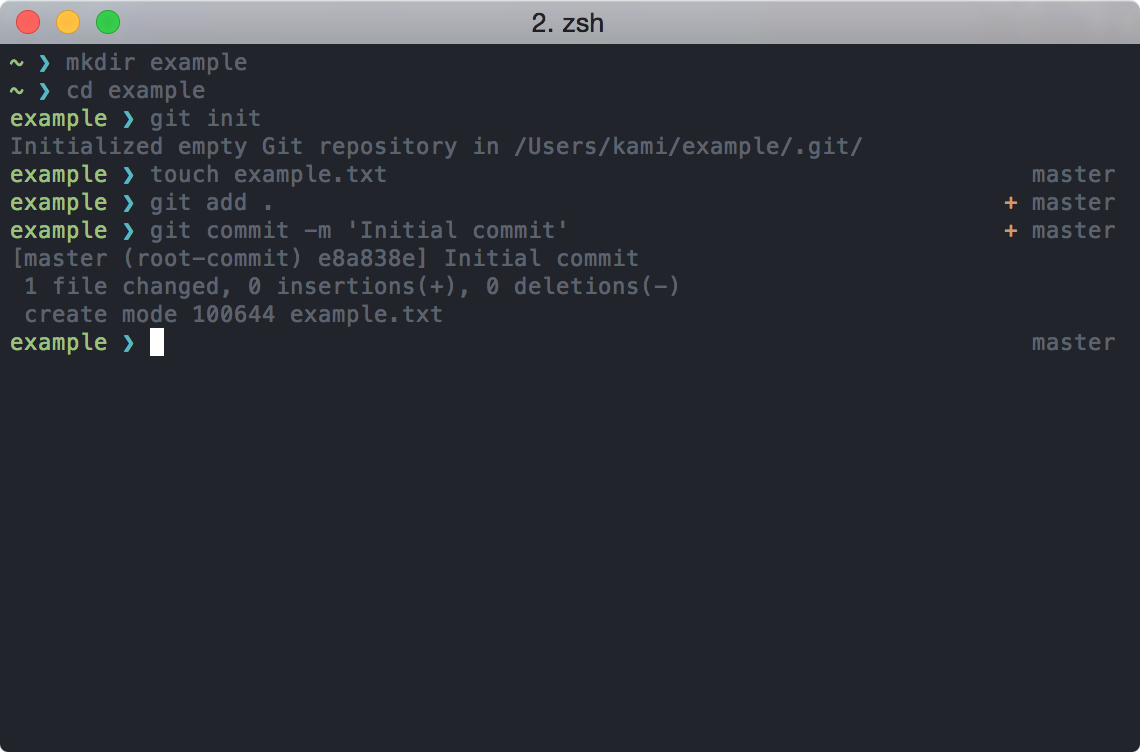 2. zsh
~ ❯ mkdir example
~ ❯ cd example
example ❯ git init
Initialized empty Git repository in /Users/kami/example/.git/
example ❯ touch example.txt master
example ❯ git add . + master
example ❯ git commit -m 'Initial commit' + master
[master (root-commit) e8a838e] Initial commit
1 file changed, 0 insertions(+), 0 deletions(-)
create mode 100644 example.txt
example ❯ master